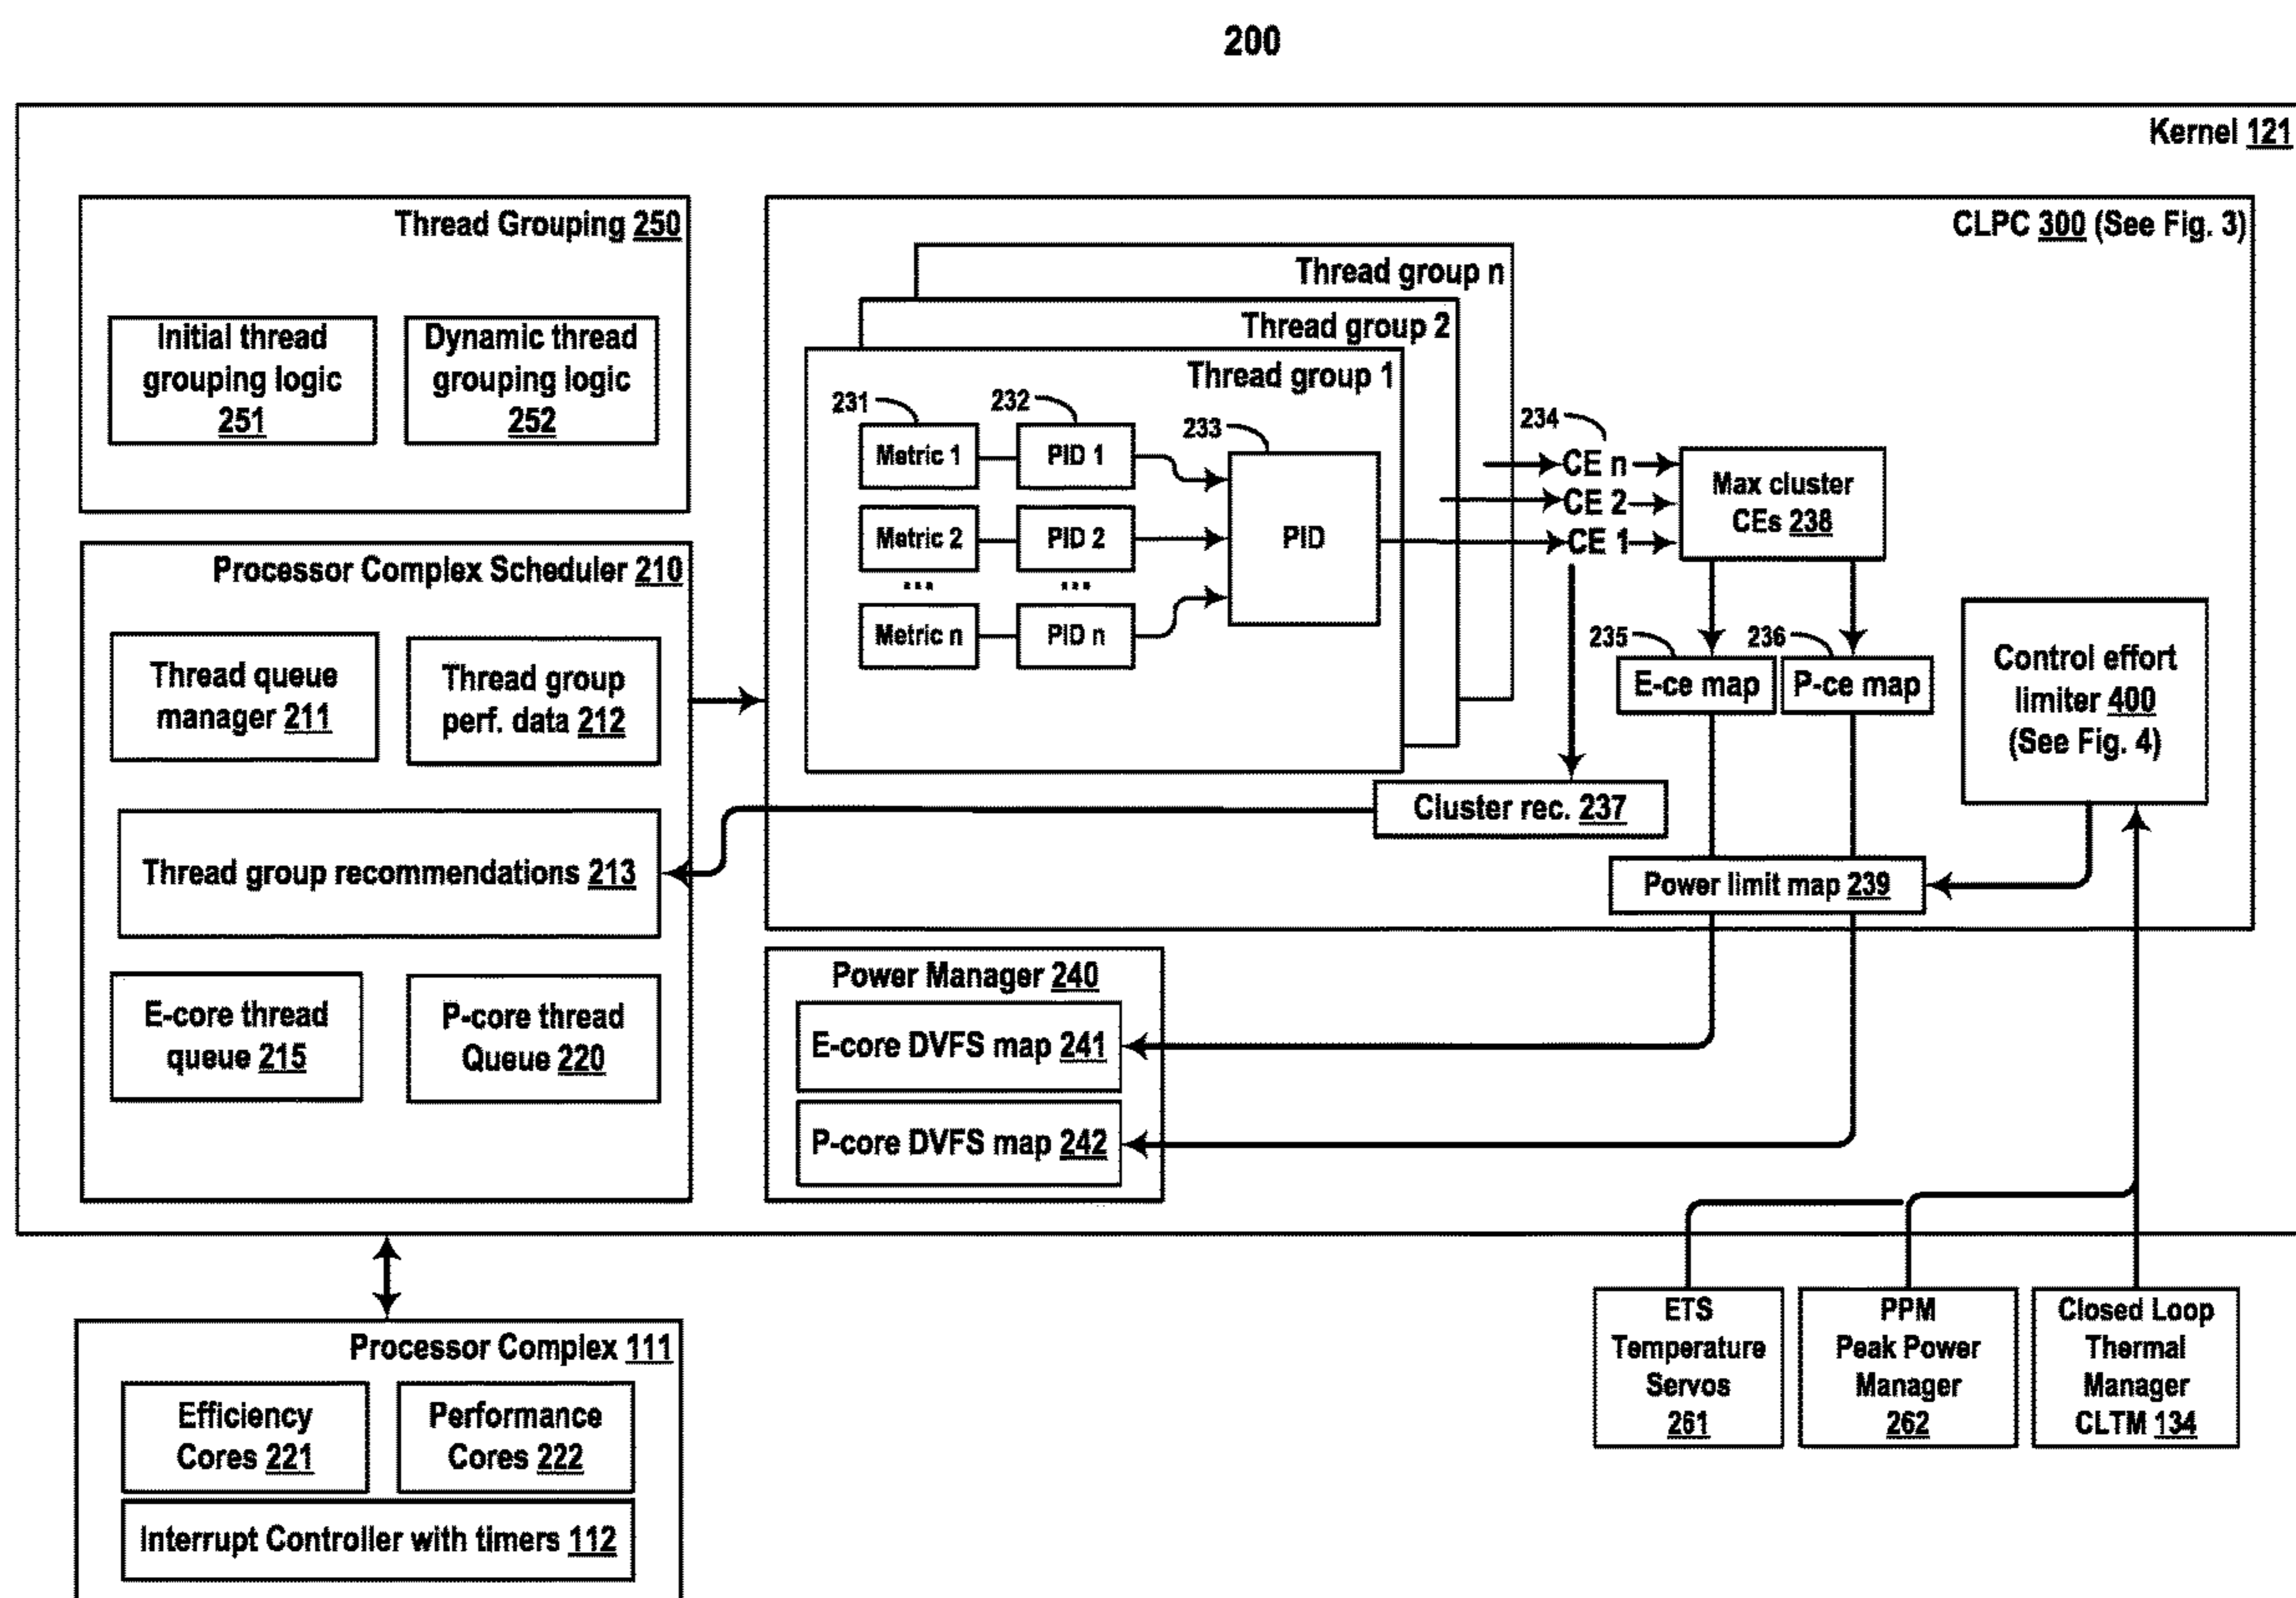 200
Kernel 121
Thread Grouping 250
Initial thread
grouping logic
251
Dynamic thread
grouping logic
252
Processor Complex Scheduler 210
Thread queue
manager 211
Thread group
perf. data 212
Thread group recommendations 213
E-core thread
queue 215
P-core thread
Queue 220
CLPC 300 (See Fig. 3)
Thread group n
Thread group 2
Thread group 1
231
232
233
Metric 1
PID 1
Metric 2
PID 2
...
...
Metric n
PID n
PID
234
CE n
CE 2
CE 1
Max cluster
CEs 238
235
236
E-ce map
P-ce map
Control effort
limiter 400
(See Fig. 4)
Cluster rec. 237
Power limit map 239
Power Manager 240
E-core DVFS map 241
P-core DVFS map 242
Processor Complex 111
Efficiency
Cores 221
Performance
Cores 222
Interrupt Controller with timers 112
ETS
Temperature
Servos
261
PPM
Peak Power
Manager
262
Closed Loop
Thermal
Manager
CLTM 134